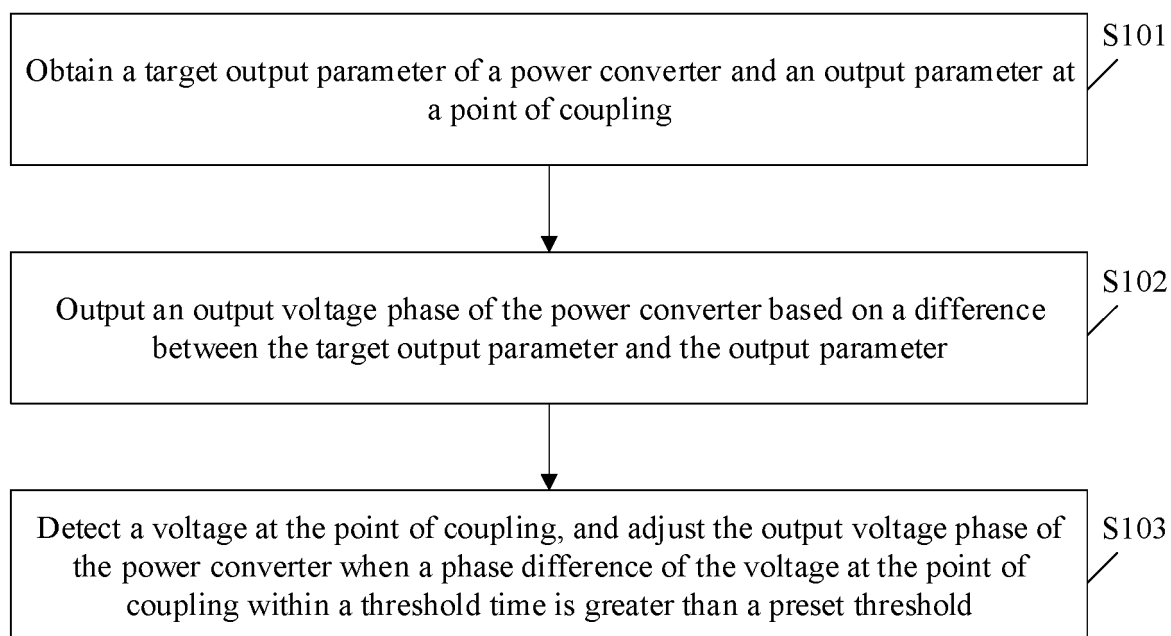 S101
Obtain a target output parameter of a power converter and an output parameter at
a point of coupling
S102
Output an output voltage phase of the power converter based on a difference
between the target output parameter and the output parameter
S103
Detect a voltage at the point of coupling, and adjust the output voltage phase of
the power converter when a phase difference of the voltage at the point of
coupling within a threshold time is greater than a preset threshold